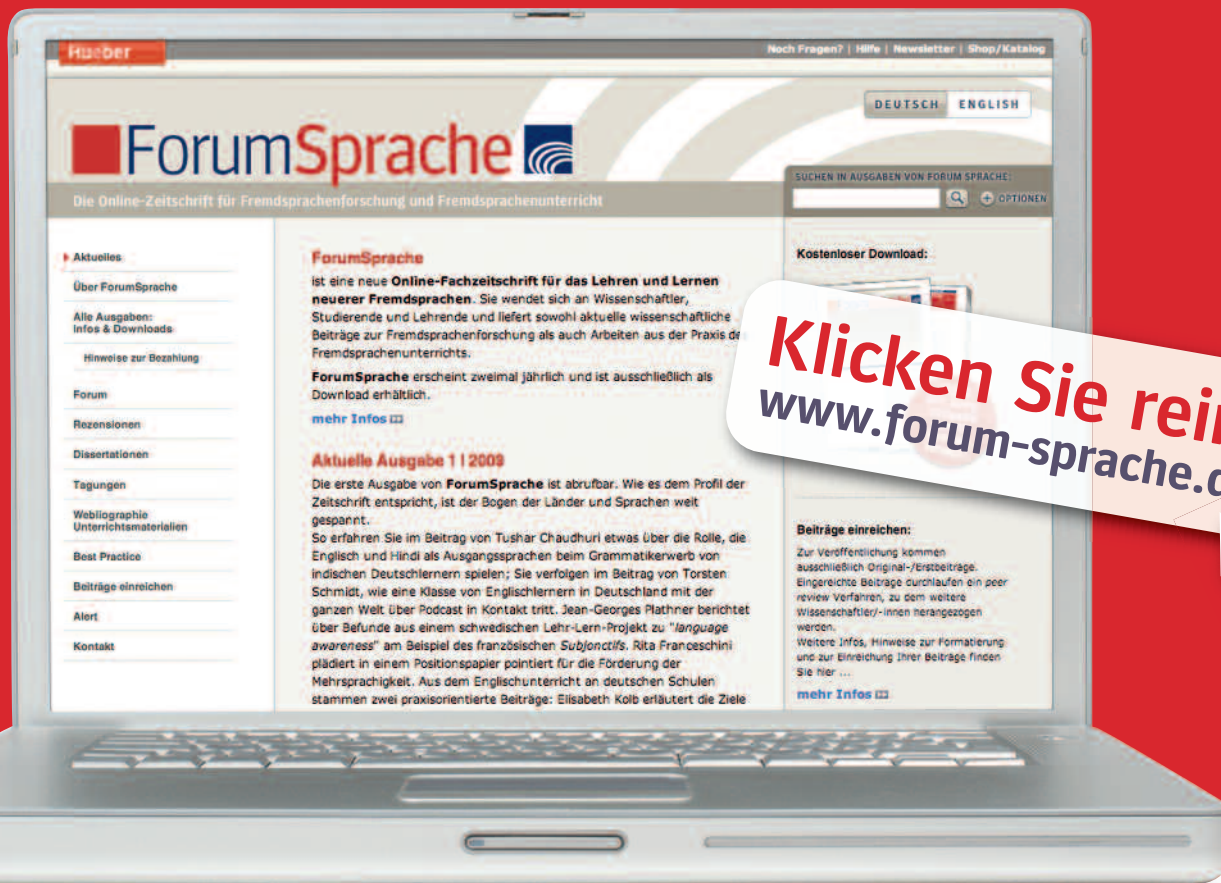 Hueber
Noch Fragen? | Hilfe | Newsletter | Shop/Katalog
DEUTSCH ENGLISH
ForumSprache
Die Online-Zeitschrift für Fremdsprachenforschung und Fremdsprachenunterricht
SUCHEN IN AUSGABEN VON FORUM SPRACHE:
OPTIONEN
Aktuelles
Über ForumSprache
Alle Ausgaben:
Infos & Downloads
Hinweise zur Bezahlung
Forum
Rezensionen
Dissertationen
Tagungen
Webliographie
Unterrichtsmaterialien
Best Practice
Beiträge einreichen
Alert
Kontakt
ForumSprache
ist eine neue Online-Fachzeitschrift für das Lehren und Lernen
neuerer Fremdsprachen. Sie wendet sich an Wissenschaftler,
Studierende und Lehrende und liefert sowohl aktuelle wissenschaftliche
Beiträge zur Fremdsprachenforschung als auch Arbeiten aus der Praxis de
Fremdsprachenunterrichts.
ForumSprache erscheint zweimal jährlich und ist ausschließlich als
Download erhältlich.
mehr Infos
Aktuelle Ausgabe 1 | 2009
Die erste Ausgabe von ForumSprache ist abrufbar. Wie es dem Profil der
Zeitschrift entspricht, ist der Bogen der Länder und Sprachen weit
gespannt.
So erfahren Sie im Beitrag von Tushar Chaudhuri etwas über die Rolle, die
Englisch und Hindi als Ausgangssprachen beim Grammatikerwerb von
indischen Deutschlernern spielen; Sie verfolgen im Beitrag von Torsten
Schmidt, wie eine Klasse von Englischlernern in Deutschland mit der
ganzen Welt über Podcast in Kontakt tritt. Jean-Georges Plathner berichtet
über Befunde aus einem schwedischen Lehr-Lern-Projekt zu "language
awareness" am Beispiel des französischen Subjonctifs. Rita Franceschini
plädiert in einem Positionspapier pointiert für die Förderung der
Mehrsprachigkeit. Aus dem Englischunterricht an deutschen Schulen
stammen zwei praxisorientierte Beiträge: Elisabeth Kolb erläutert die Ziele
Kostenloser Download:
Klicken Sie rein
www.forum-sprache.d
Beiträge einreichen:
Zur Veröffentlichung kommen
ausschließlich Original-/Erstbeiträge.
Eingereichte Beiträge durchlaufen ein peer
review Verfahren, zu dem weitere
Wissenschaftler/-innen herangezogen
werden.
Weitere Infos, Hinweise zur Formatierung
und zur Einreichung Ihrer Beiträge finden
Sie hier ...
mehr Infos